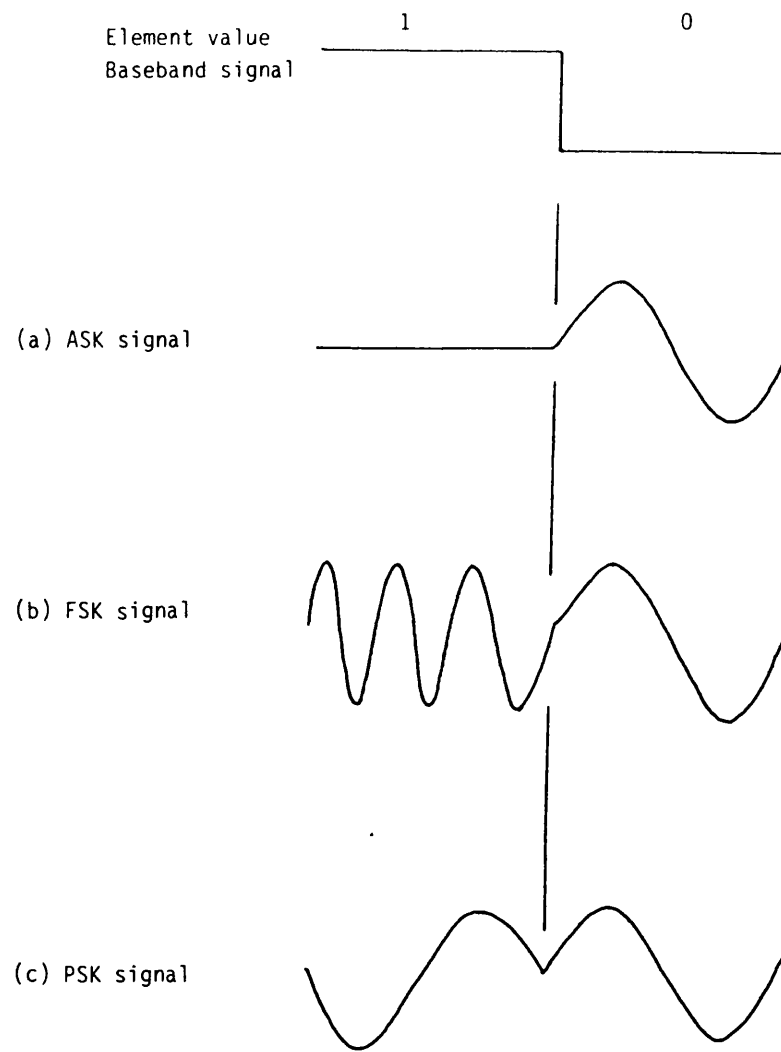 1 0
Element value
Baseband signal
(a) ASK signal
(b) FSK signal
(c) PSK signal